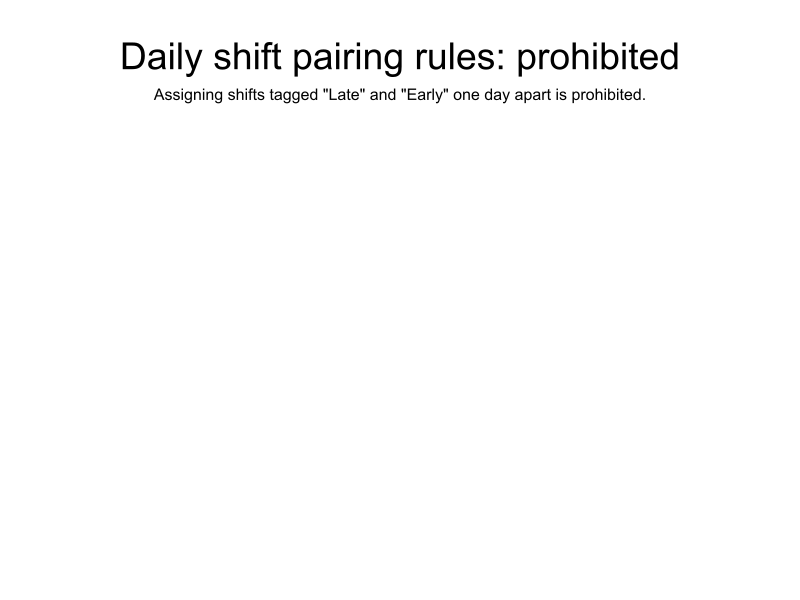 Daily shift pairing rules: prohibited
Assigning shifts tagged "Late" and "Early" one day apart is prohibited.